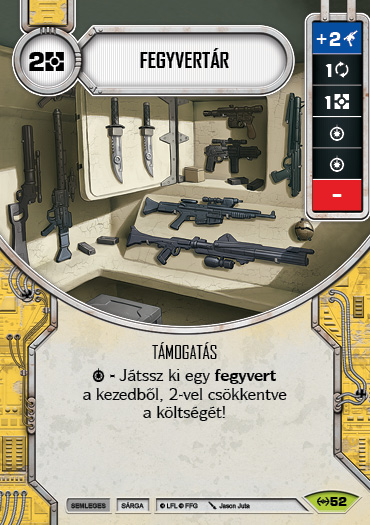 2
FEGYVERTÁR
+2
1
1
-
TÁMOGATÁS
- Játssz ki egy fegyvert
a kezedből, 2-vel csökkentve
a költségét!
SEMLEGES SÁRGA © LFL © FFG Jason Juta
52